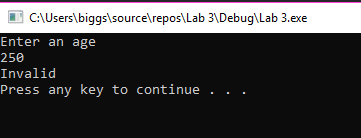 C:\Users\biggs\source\repos\Lab 3\Debug\Lab 3.exe
Enter an age
250
Invalid
Press any key to continue . . .